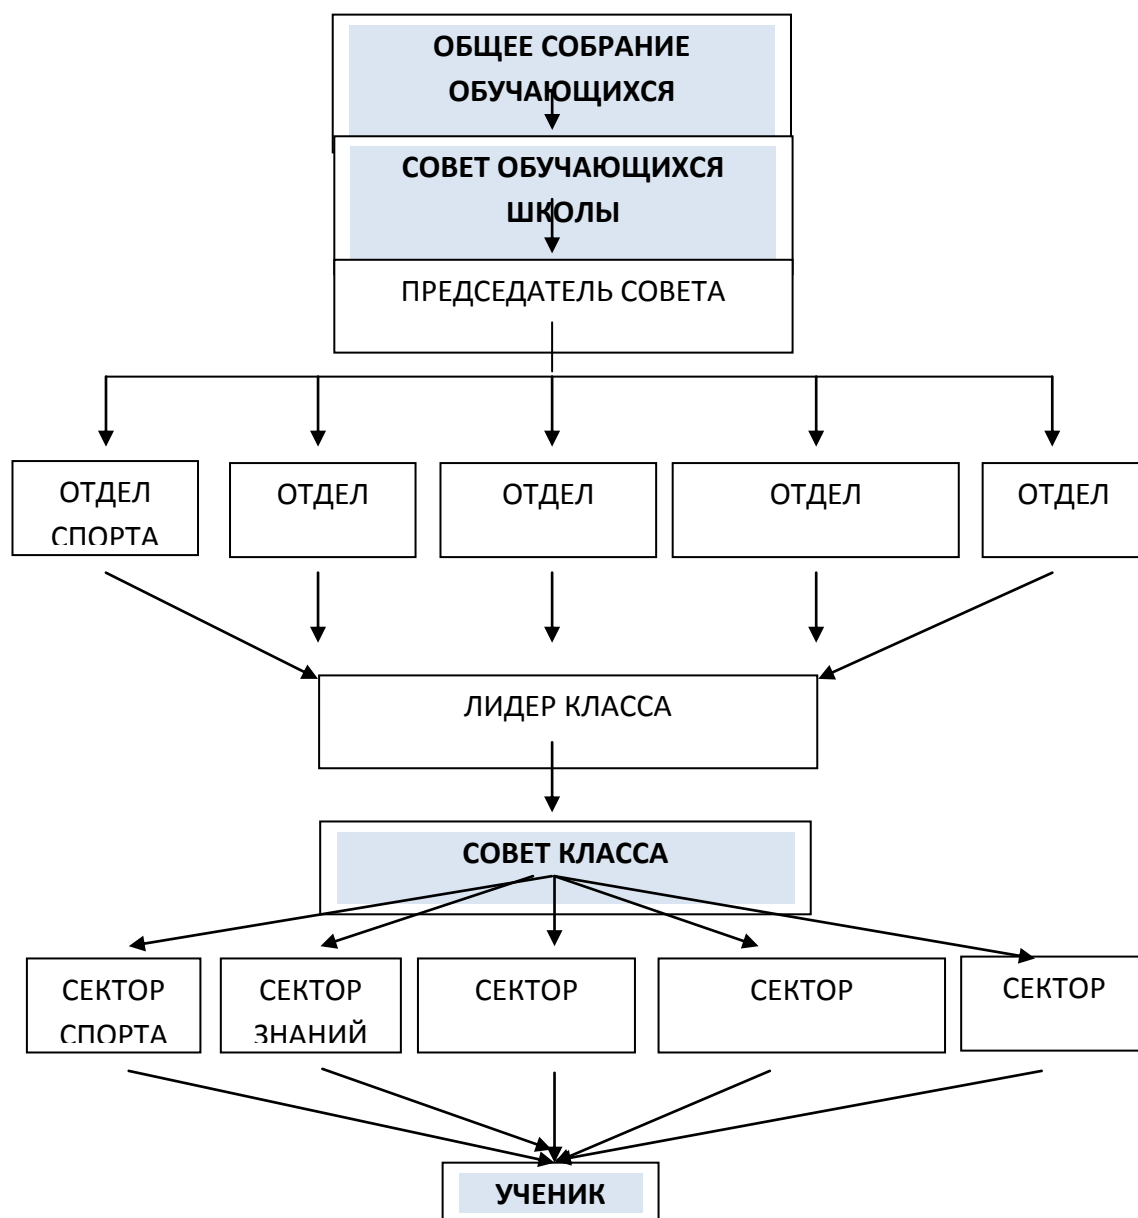 ОБЩЕЕ СОБРАНИЕ
ОБУЧАЮЩИХСЯ
СОВЕТ ОБУЧАЮЩИХСЯ
ШКОЛЫ
ПРЕДСЕДАТЕЛЬ СОВЕТА
ОТДЕЛ
СПОРТА
ОТДЕЛ
ОТДЕЛ
ОТДЕЛ
ОТДЕЛ
ЛИДЕР КЛАССА
СОВЕТ КЛАССА
СЕКТОР
СПОРТА
СЕКТОР
ЗНАНИЙ
СЕКТОР
СЕКТОР
СЕКТОР
УЧЕНИК